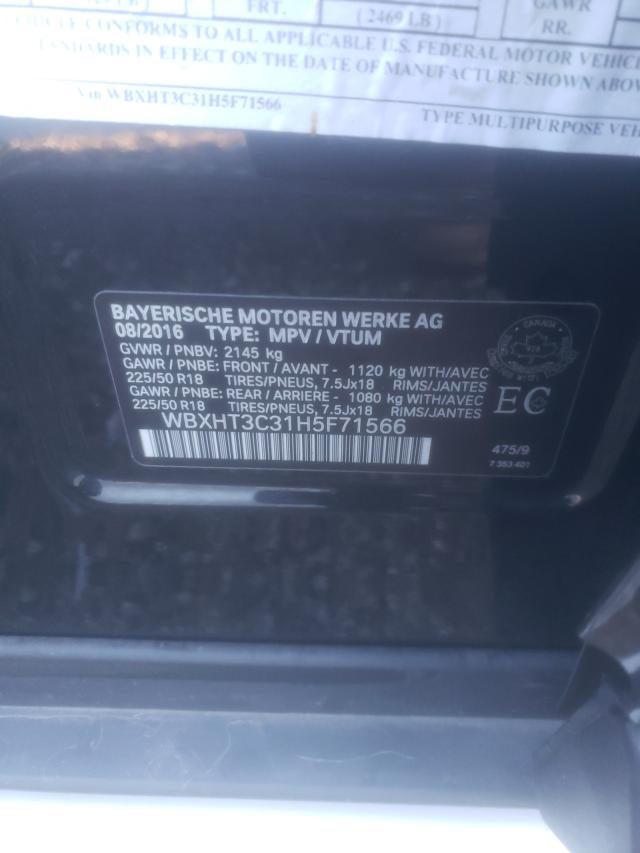 FRT.
( 2469 LB )
GAWR
RR.
VEHICLE CONFORMS TO ALL APPLICABLE U.S. FEDERAL MOTOR VEHIC
STANDARDS IN EFFECT ON THE DATE OF MANUFACTURE SHOWN ABOV
Vin WBXHT3C31H5F71566
TYPE MULTIPURPOSE VEH
BAYERISCHE MOTOREN WERKE AG
08/2016 TYPE: MPV / VTUM
GVWR / PNBV: 2145 kg
GAWR / PNBE: FRONT / AVANT - 1120 kg WITH/AVEC
225/50 R18 TIRES/PNEUS, 7.5Jx18 RIMS/JANTES
GAWR / PNBE: REAR / ARRIERE - 1080 kg WITH/AVEC
225/50 R18 TIRES/PNEUS, 7.5Jx18 RIMS/JANTES
WBXHT3C31H5F71566
CANADA
EC
475/9
7 353 401